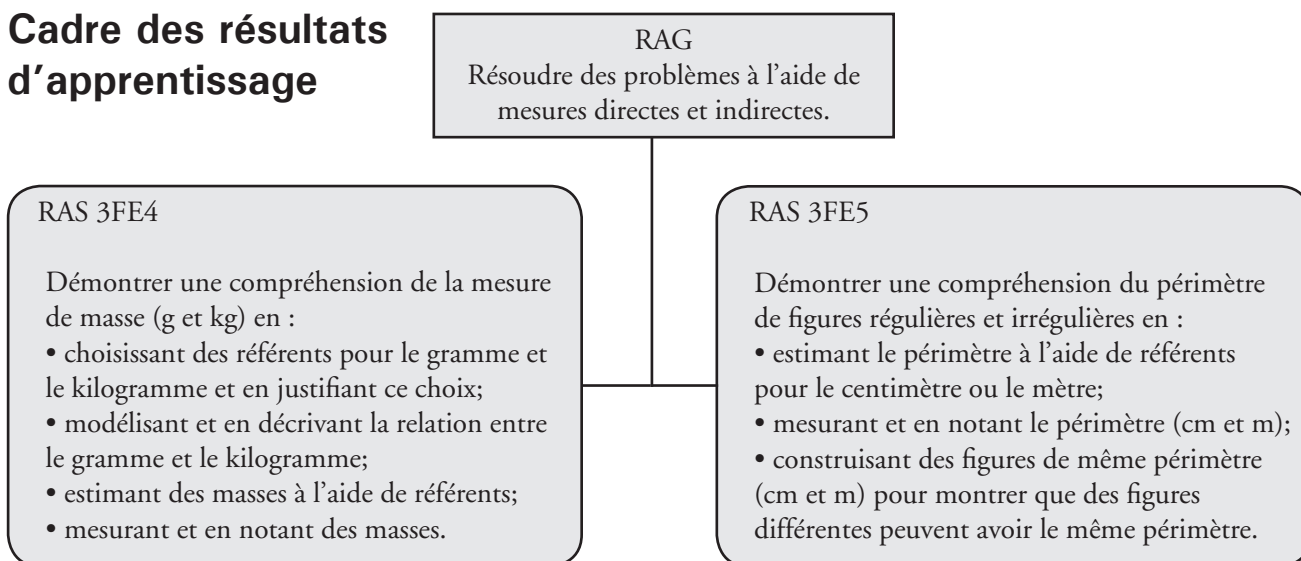 Cadre des résultats
d’apprentissage
RAG
Résoudre des problèmes à l’aide de
mesures directes et indirectes.
RAS 3FE4
Démontrer une compréhension de la mesure
de masse (g et kg) en :
• choisissant des référents pour le gramme et
le kilogramme et en justifiant ce choix;
• modélisant et en décrivant la relation entre
le gramme et le kilogramme;
• estimant des masses à l’aide de référents;
• mesurant et en notant des masses.
RAS 3FE5
Démontrer une compréhension du périmètre
de figures régulières et irrégulières en :
• estimant le périmètre à l’aide de référents
pour le centimètre ou le mètre;
• mesurant et en notant le périmètre (cm et m);
• construisant des figures de même périmètre
(cm et m) pour montrer que des figures
différentes peuvent avoir le même périmètre.